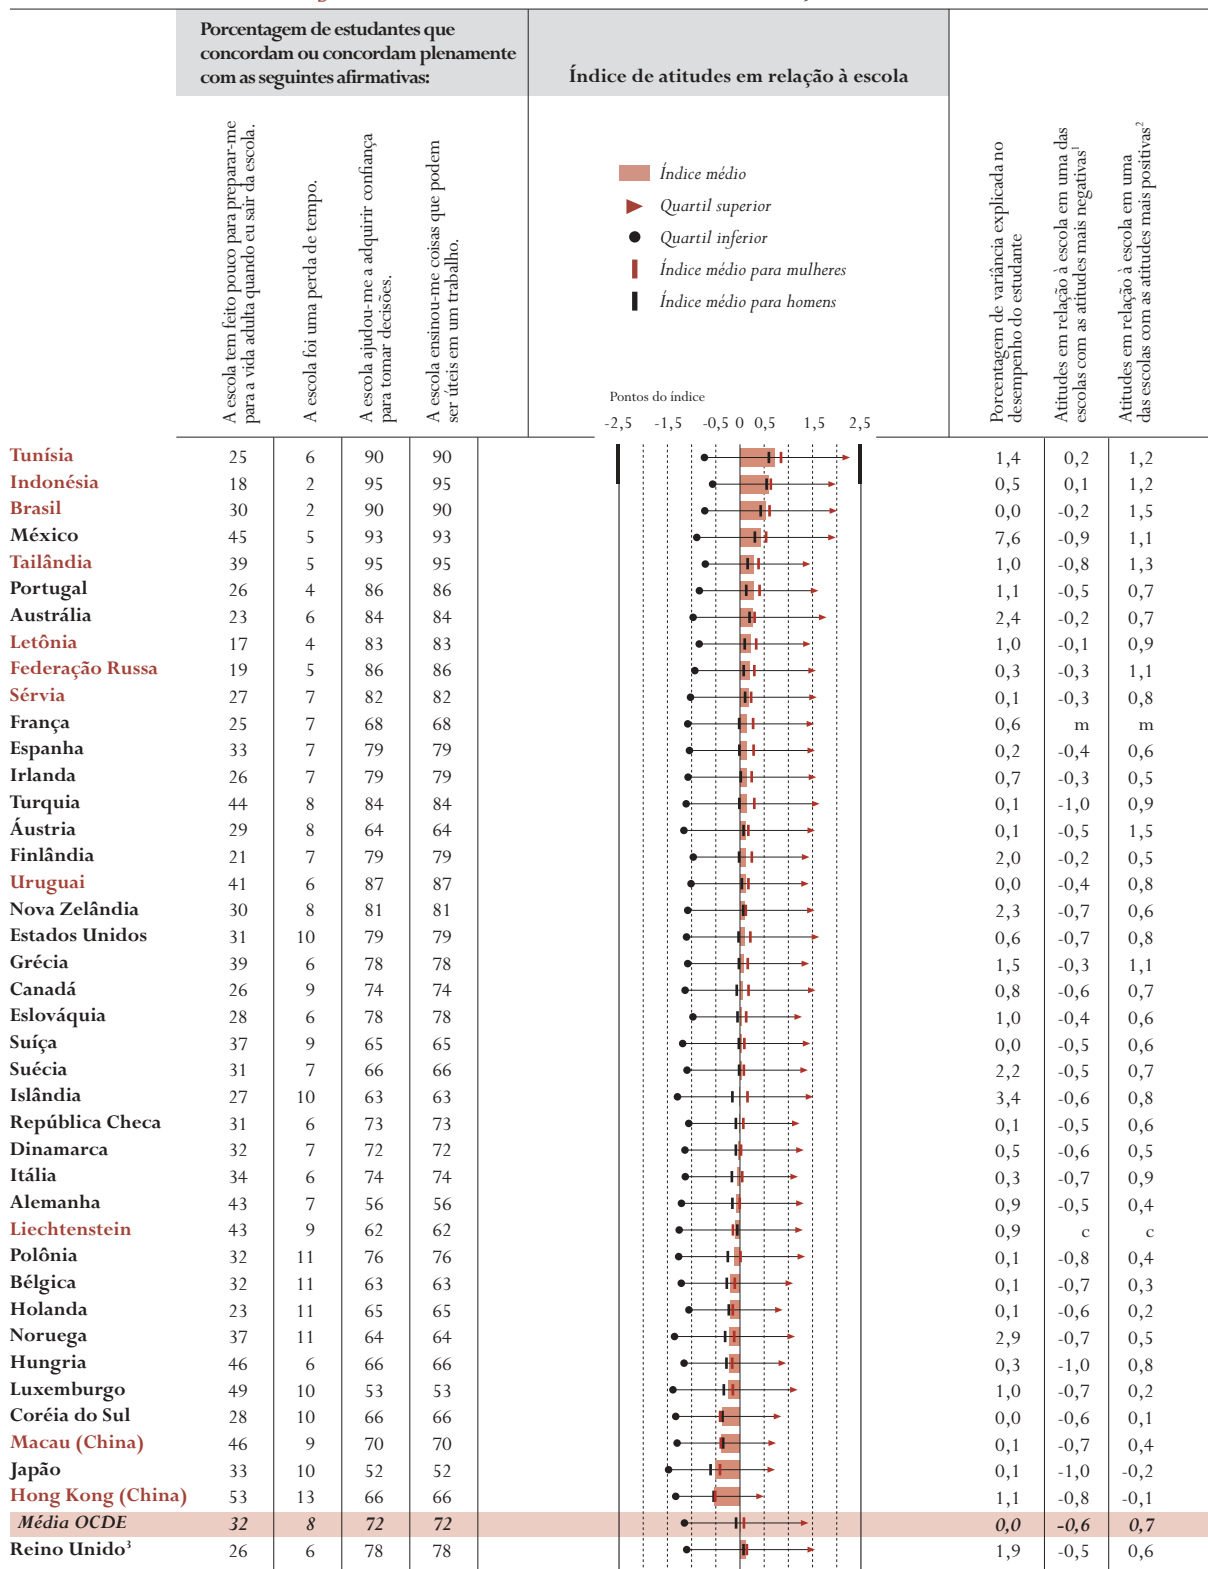 Porcentagem de estudantes que
concordam ou concordam plenamente
com as seguintes afirmativas:
Índice de atitudes em relação à escola
A escola tem feito pouco para preparar-me
para a vida adulta quando eu sair da escola.
A escola foi uma perda de tempo.
A escola ajudou-me a adquirir confiança
para tomar decisões.
A escola ensinou-me coisas que podem
ser úteis em um trabalho.
Índice médio
Quartil superior
Quartil inferior
Índice médio para mulheres
Índice médio para homens
Porcentagem de variância explicada no
desempenho do estudante
Atitudes em relação à escola em uma das
escolas com as atitudes mais negativas¹
Atitudes em relação à escola em uma
das escolas com as atitudes mais positivas²
Pontos do índice
-2,5 -1,5 -0,5 0 0,5 1,5 2,5
Tunísia 25 6 90 90 1,4 0,2 1,2
Indonésia 18 2 95 95 0,5 0,1 1,2
Brasil 30 2 90 90 0,0 -0,2 1,5
México 45 5 93 93 7,6 -0,9 1,1
Tailândia 39 5 95 95 1,0 -0,8 1,3
Portugal 26 4 86 86 1,1 -0,5 0,7
Austrália 23 6 84 84 2,4 -0,2 0,7
Letônia 17 4 83 83 1,0 -0,1 0,9
Federação Russa 19 5 86 86 0,3 -0,3 1,1
Sérvia 27 7 82 82 0,1 -0,3 0,8
França 25 7 68 68 0,6 m m
Espanha 33 7 79 79 0,2 -0,4 0,6
Irlanda 26 7 79 79 0,7 -0,3 0,5
Turquia 44 8 84 84 0,1 -1,0 0,9
Áustria 29 8 64 64 0,1 -0,5 1,5
Finlândia 21 7 79 79 2,0 -0,2 0,5
Uruguai 41 6 87 87 0,0 -0,4 0,8
Nova Zelândia 30 8 81 81 2,3 -0,7 0,6
Estados Unidos 31 10 79 79 0,6 -0,7 0,8
Grécia 39 6 78 78 1,5 -0,3 1,1
Canadá 26 9 74 74 0,8 -0,6 0,7
Eslováquia 28 6 78 78 1,0 -0,4 0,6
Suíça 37 9 65 65 0,0 -0,5 0,6
Suécia 31 7 66 66 2,2 -0,5 0,7
Islândia 27 10 63 63 3,4 -0,6 0,8
República Checa 31 6 73 73 0,1 -0,5 0,6
Dinamarca 32 7 72 72 0,5 -0,6 0,5
Itália 34 6 74 74 0,3 -0,7 0,9
Alemanha 43 7 56 56 0,9 -0,5 0,4
Liechtenstein 43 9 62 62 0,9 c c
Polônia 32 11 76 76 0,1 -0,8 0,4
Bélgica 32 11 63 63 0,1 -0,7 0,3
Holanda 23 11 65 65 0,1 -0,6 0,2
Noruega 37 11 64 64 2,9 -0,7 0,5
Hungria 46 6 66 66 0,3 -1,0 0,8
Luxemburgo 49 10 53 53 1,0 -0,7 0,2
Coréia do Sul 28 10 66 66 0,0 -0,6 0,1
Macau (China) 46 9 70 70 0,1 -0,7 0,4
Japão 33 10 52 52 0,1 -1,0 -0,2
Hong Kong (China) 53 13 66 66 1,1 -0,8 -0,1
Média OCDE 32 8 72 72 0,0 -0,6 0,7
Reino Unido³ 26 6 78 78 1,9 -0,5 0,6